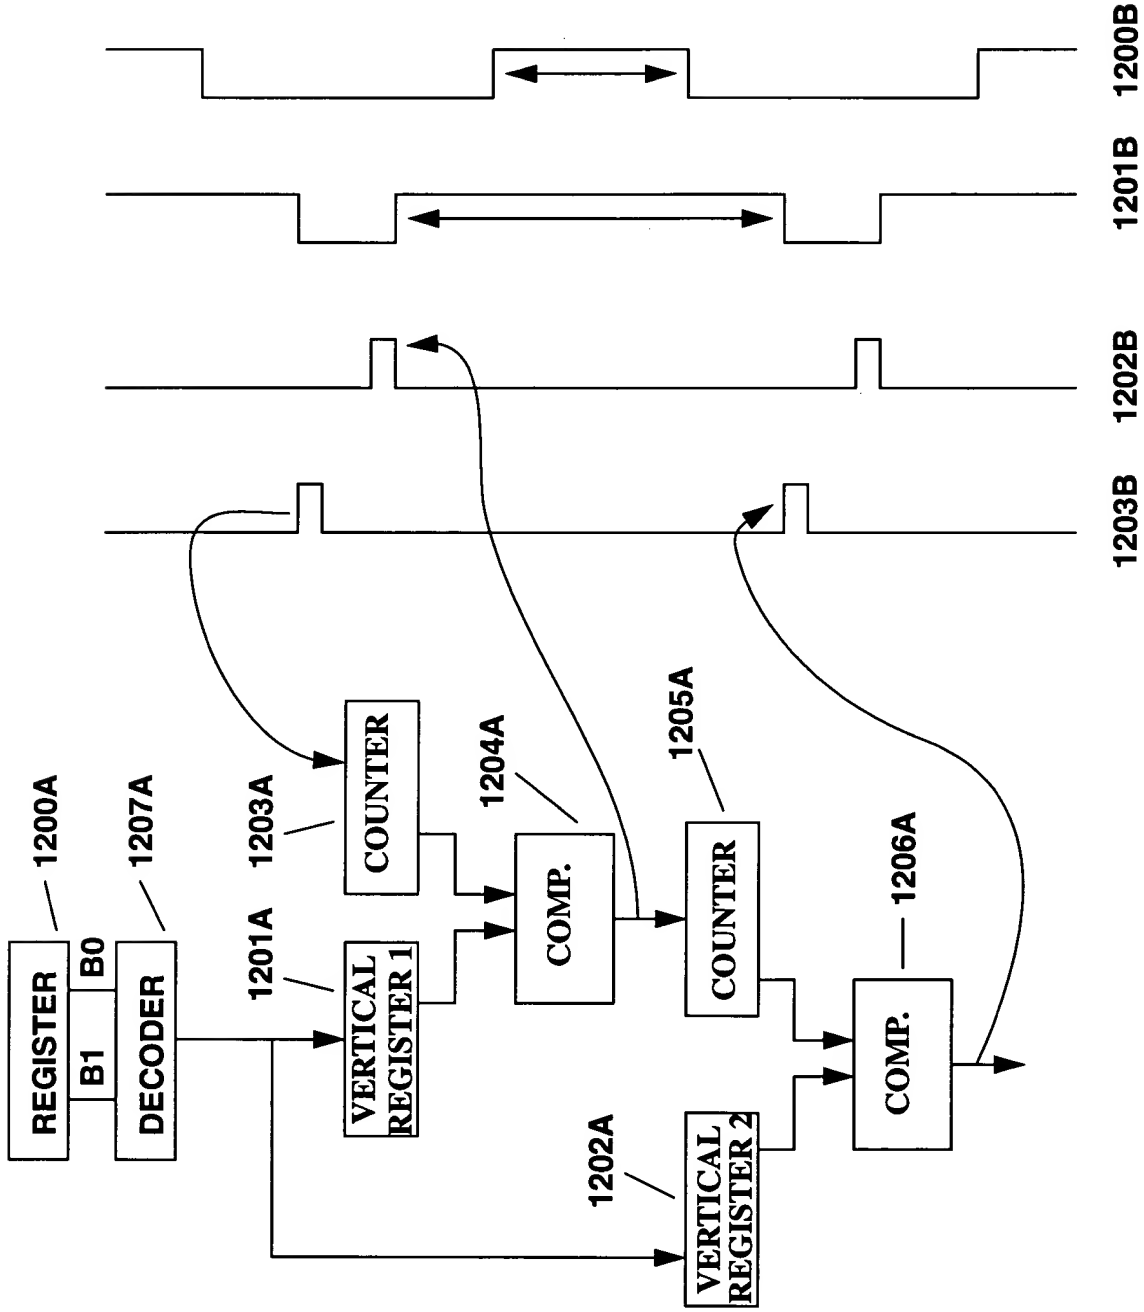 1200A
REGISTER
B1
B0
1207A
DECODER
1201A
VERTICAL
REGISTER 1
1203A
COUNTER
1204A
COMP.
1202A
VERTICAL
REGISTER 2
1205A
COUNTER
1206A
COMP.
1203B
1202B
1201B
1200B